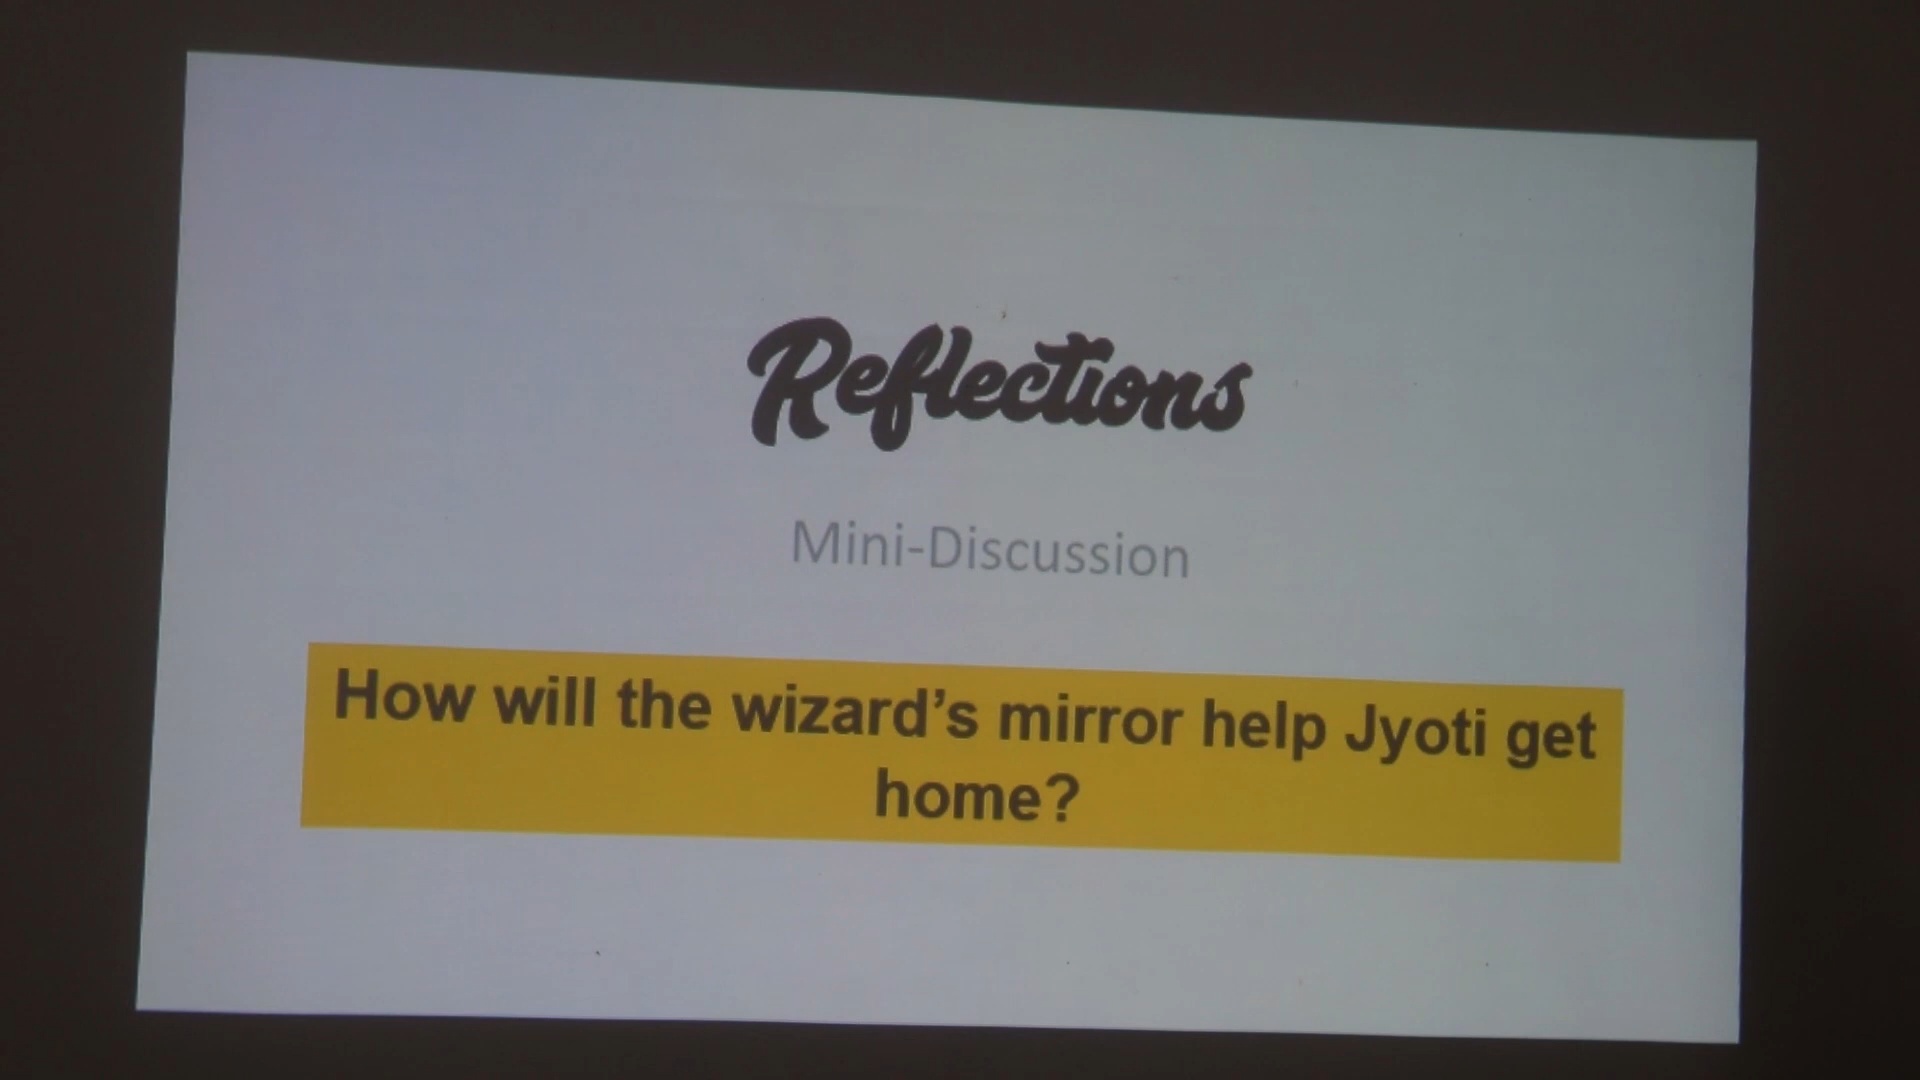 Reflections
Mini-Discussion
How will the wizard’s mirror help Jyoti get
home?